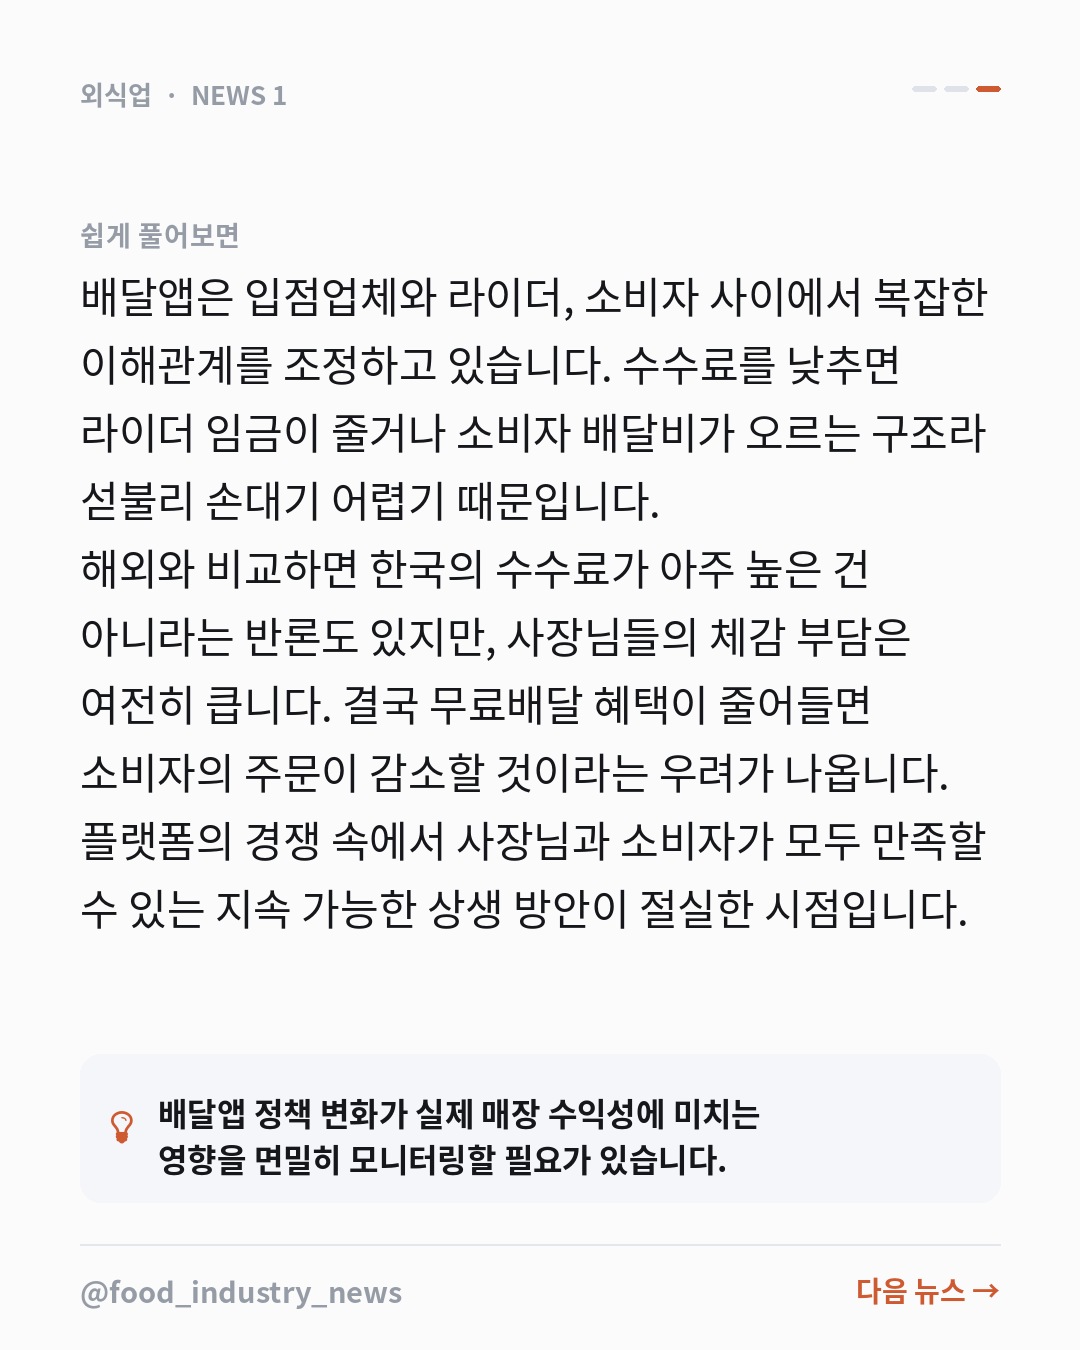 외식업 · NEWS 1
쉽게 풀어보면
배달앱은 입점업체와 라이더, 소비자 사이에서 복잡한
이해관계를 조정하고 있습니다. 수수료를 낮추면
라이더 임금이 줄거나 소비자 배달비가 오르는 구조라
섣불리 손대기 어렵기 때문입니다.
해외와 비교하면 한국의 수수료가 아주 높은 건
아니라는 반론도 있지만, 사장님들의 체감 부담은
여전히 큽니다. 결국 무료배달 혜택이 줄어들면
소비자의 주문이 감소할 것이라는 우려가 나옵니다.
플랫폼의 경쟁 속에서 사장님과 소비자가 모두 만족할
수 있는 지속 가능한 상생 방안이 절실한 시점입니다.
배달앱 정책 변화가 실제 매장 수익성에 미치는
영향을 면밀히 모니터링할 필요가 있습니다.
@food_industry_news
다음 뉴스 →